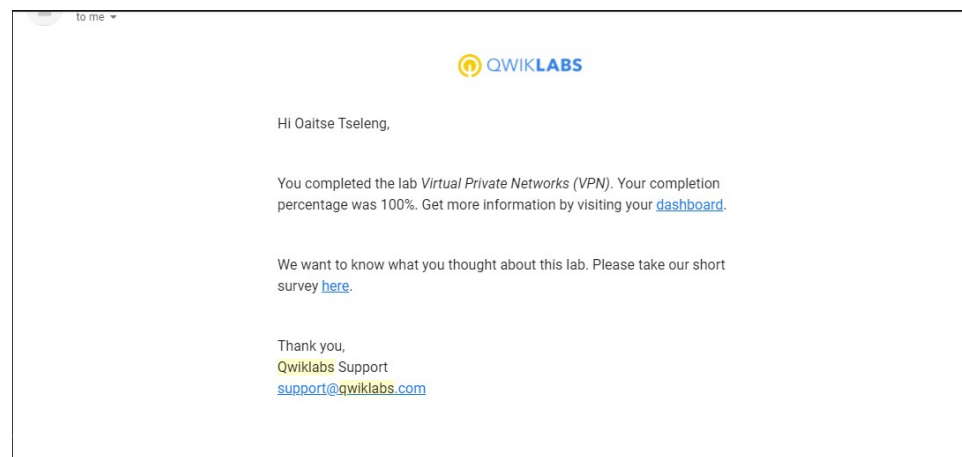 to me
QWIKLABS
Hi Oaitse Tseleng,
You completed the lab Virtual Private Networks (VPN). Your completion
percentage was 100%. Get more information by visiting your dashboard.
We want to know what you thought about this lab. Please take our short
survey here.
Thank you,
Qwiklabs Support
support@qwiklabs.com